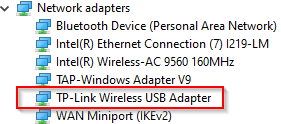 Network adapters
Bluetooth Device (Personal Area Network)
Intel(R) Ethernet Connection (7) I219-LM
Intel(R) Wireless-AC 9560 160MHz
TAP-Windows Adapter V9
TP-Link Wireless USB Adapter
WAN Miniport (IKEv2)